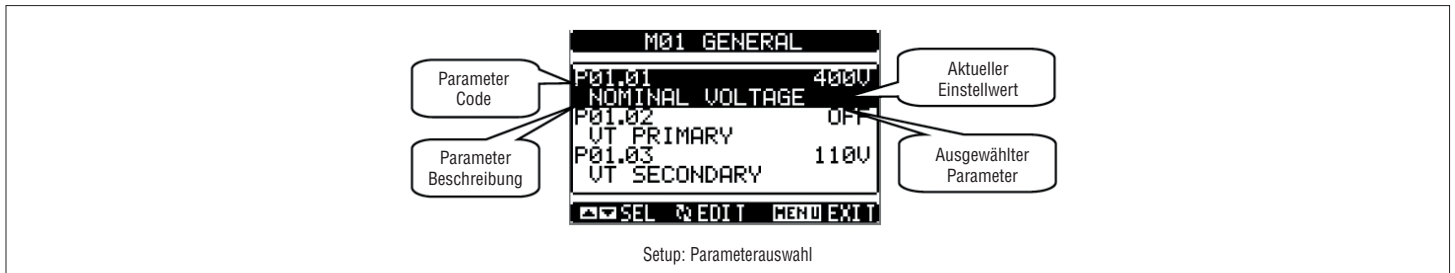 M01 GENERAL
Parameter
Code
P01.01 400V
Aktueller
Einstellwert
NOMINAL VOLTAGE
P01.02 OFF
VT PRIMARY
Parameter
Beschreibung
P01.03 110V
Ausgewählter
Parameter
VT SECONDARY
SEL EDIT MENU EXIT
Setup: Parameterauswahl